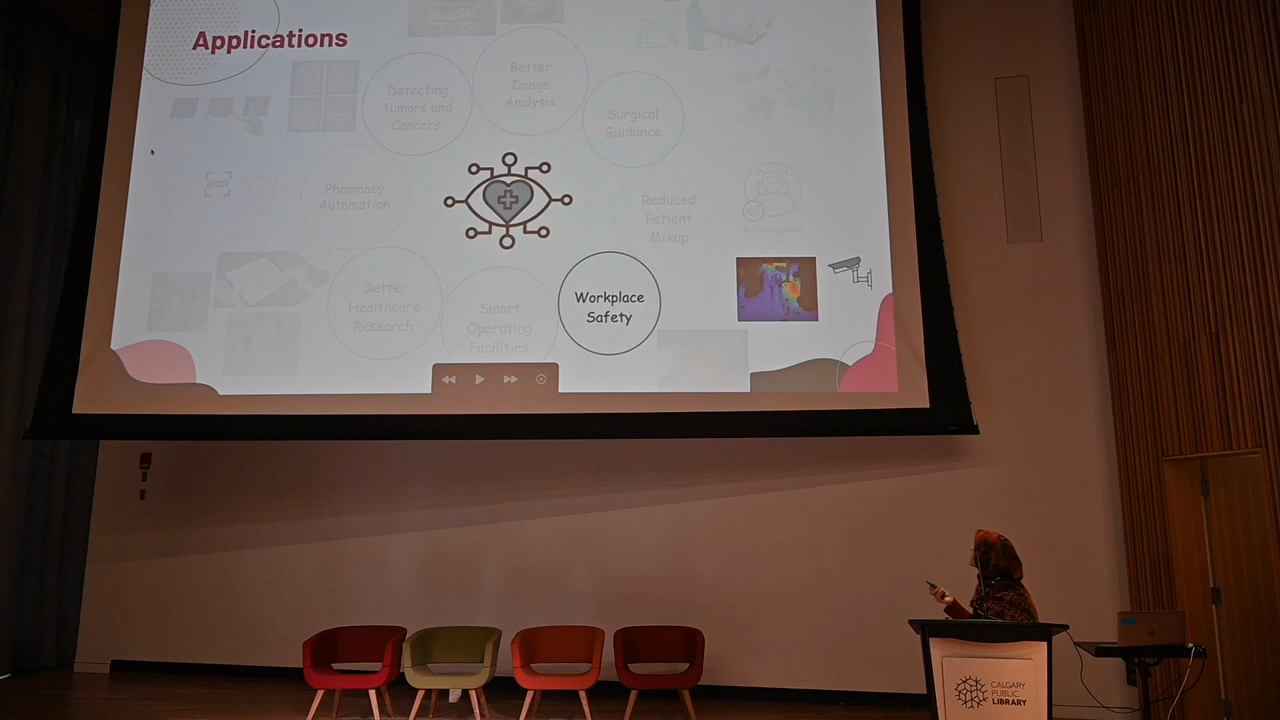 Applications
Detecting
Tumors and
Cancers
Better
Image
Analysis
Surgical
Guidance
OCR
Pharmacy
Automation
Reduced
Patient
Mixup
Better
Healthcare
Research
Smart
Operating
Facilities
Workplace
Safety
CALGARY
PUBLIC
LIBRARY